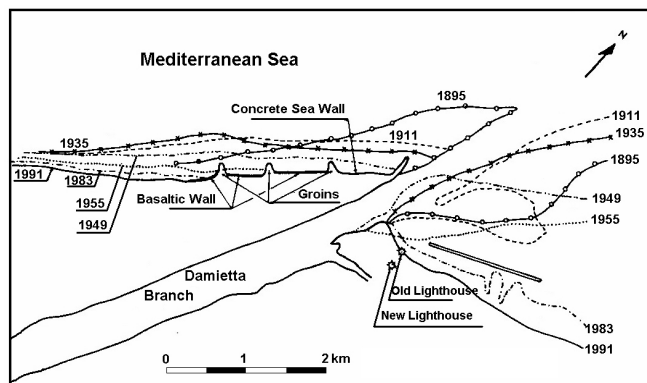 N
Mediterranean Sea
1895
Concrete Sea Wall
1911
1935
1935
1911
1895
1991
1983
1955
1949
Basaltic Wall
Groins
1949
1955
Damietta
Branch
Old Lighthouse
New Lighthouse
1983
1991
0 1 2 km